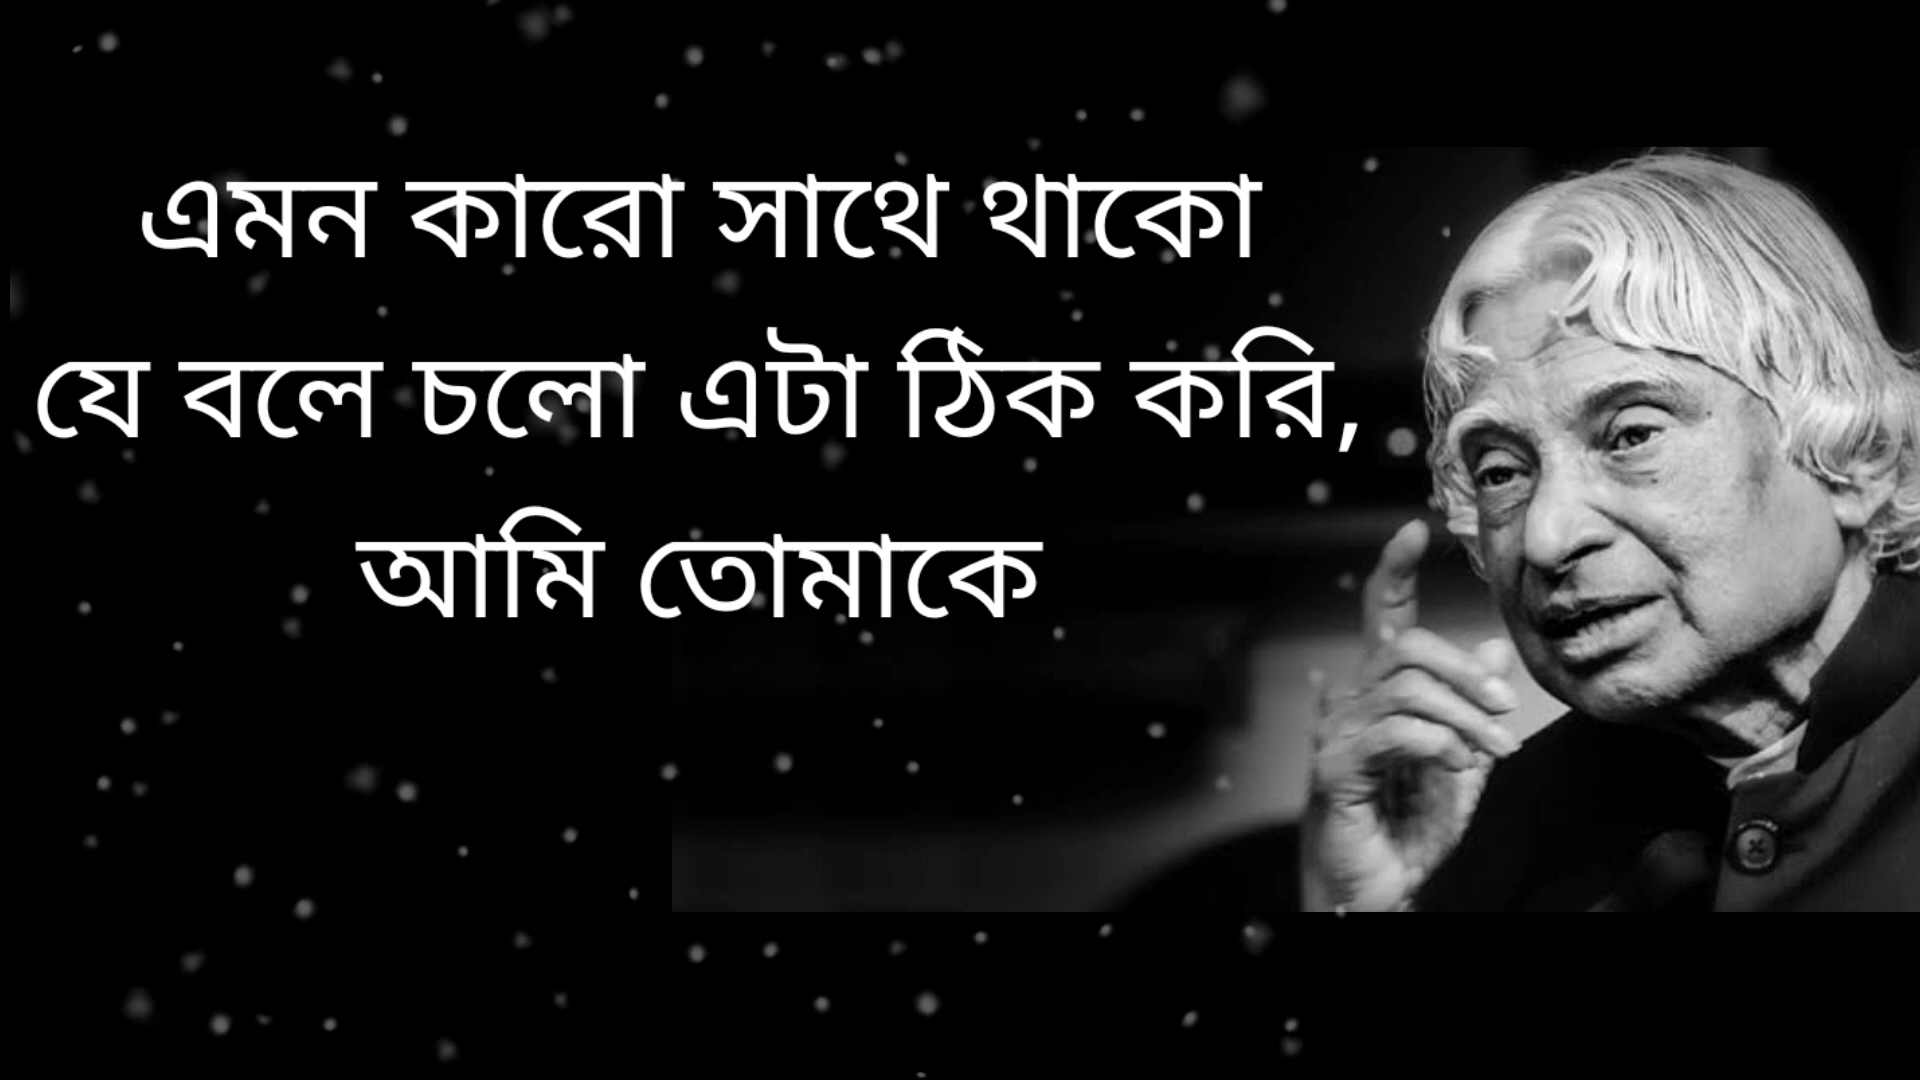 এমন কারো সাথে থাকো
যে বলে চলো এটা ঠিক করি,
আমি তোমাকে